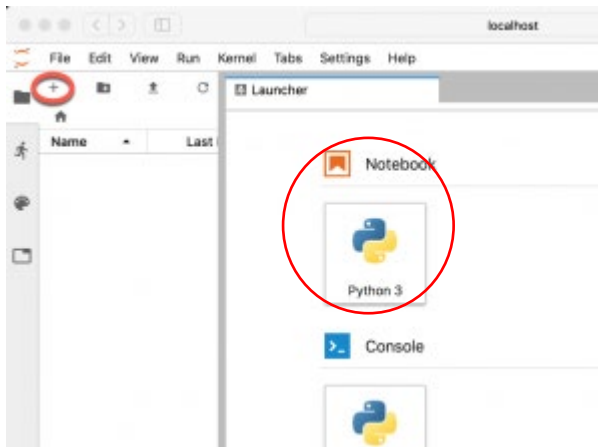 localhost
File Edit View Run Kernel Tabs Settings Help
Launcher
Name Last
Notebook
Python 3
Console